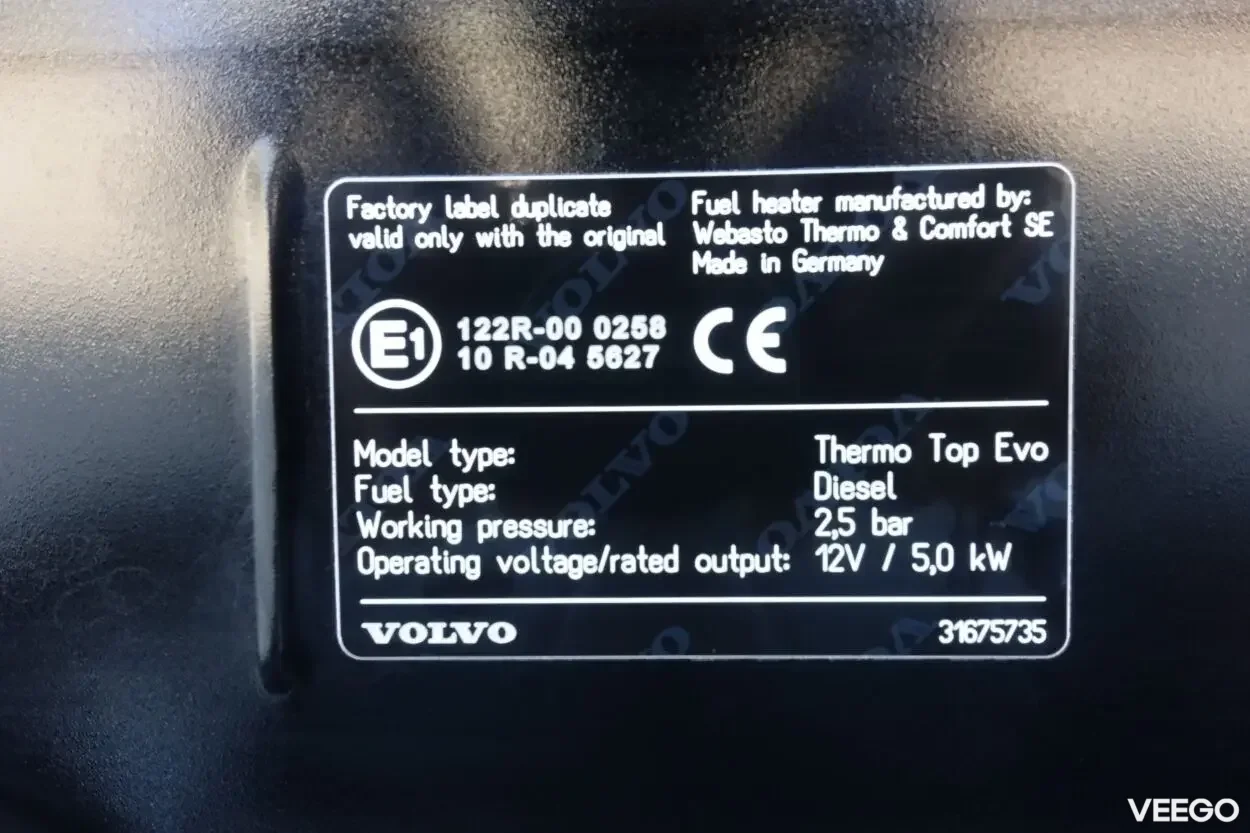 Factory label duplicate
valid only with the original
Fuel heater manufactured by:
Webasto Thermo & Comfort SE
Made in Germany
E1
122R-00 0258
10 R-04 5627
CE
Model type: Thermo Top Evo
Fuel type: Diesel
Working pressure: 2,5 bar
Operating voltage/rated output: 12V / 5,0 kW
VOLVO 31675735
VEEGO